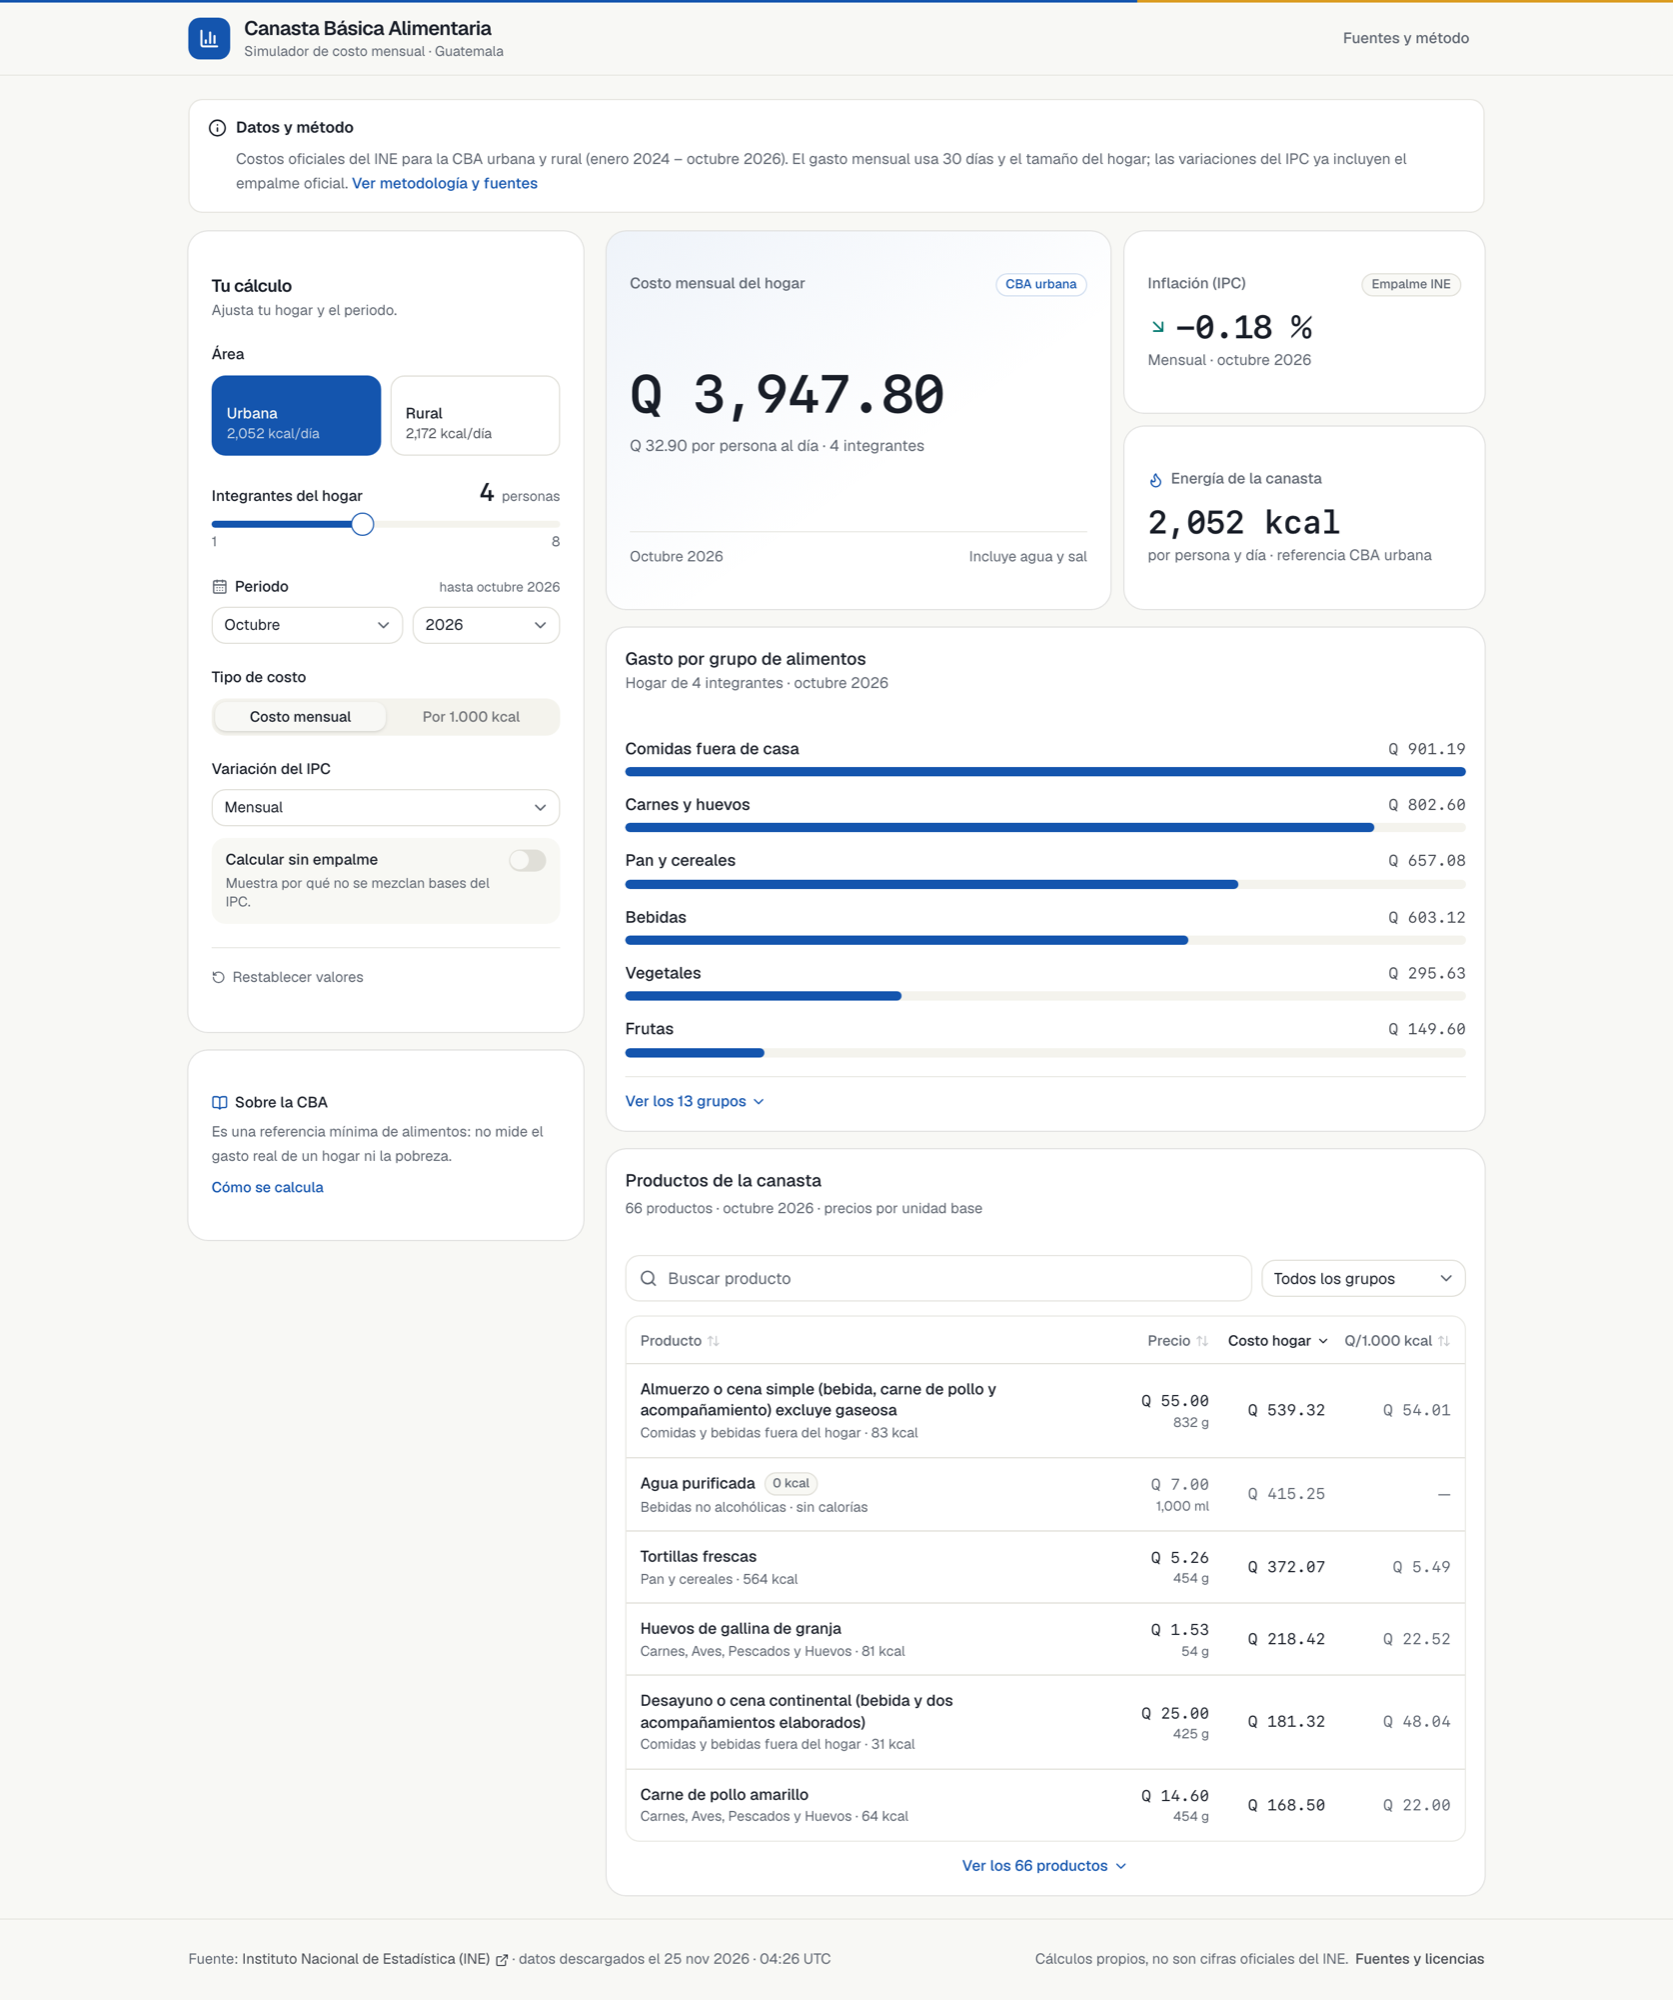 Canasta Básica Alimentaria
Simulador de costo mensual · Guatemala
Fuentes y método
Datos y método
Costos oficiales del INE para la CBA urbana y rural (enero 2024 – octubre 2026). El gasto mensual usa 30 días y el tamaño del hogar; las variaciones del IPC ya incluyen el
empalme oficial. Ver metodología y fuentes
Tu cálculo
Ajusta tu hogar y el periodo.
Área
Urbana
2,052 kcal/día
Rural
2,172 kcal/día
Integrantes del hogar
4 personas
1
8
Periodo
hasta octubre 2026
Octubre
2026
Tipo de costo
Costo mensual
Por 1.000 kcal
Variación del IPC
Mensual
Calcular sin empalme
Muestra por qué no se mezclan bases del
IPC.
Restablecer valores
Sobre la CBA
Es una referencia mínima de alimentos: no mide el
gasto real de un hogar ni la pobreza.
Cómo se calcula
Costo mensual del hogar
CBA urbana
Q 3,947.80
Q 32.90 por persona al día · 4 integrantes
Octubre 2026
Incluye agua y sal
Inflación (IPC)
Empalme INE
−0.18 %
Mensual · octubre 2026
Energía de la canasta
2,052 kcal
por persona y día · referencia CBA urbana
Gasto por grupo de alimentos
Hogar de 4 integrantes · octubre 2026
Comidas fuera de casa Q 901.19
Carnes y huevos Q 802.60
Pan y cereales Q 657.08
Bebidas Q 603.12
Vegetales Q 295.63
Frutas Q 149.60
Ver los 13 grupos
Productos de la canasta
66 productos · octubre 2026 · precios por unidad base
Buscar producto
Todos los grupos
Producto Precio Costo hogar Q/1.000 kcal
Almuerzo o cena simple (bebida, carne de pollo y
acompañamiento) excluye gaseosa
Comidas y bebidas fuera del hogar · 83 kcal
Q 55.00
832 g
Q 539.32
Q 54.01
Agua purificada 0 kcal
Bebidas no alcohólicas · sin calorías
Q 7.00
1,000 ml
Q 415.25
—
Tortillas frescas
Pan y cereales · 564 kcal
Q 5.26
454 g
Q 372.07
Q 5.49
Huevos de gallina de granja
Carnes, Aves, Pescados y Huevos · 81 kcal
Q 1.53
54 g
Q 218.42
Q 22.52
Desayuno o cena continental (bebida y dos
acompañamientos elaborados)
Comidas y bebidas fuera del hogar · 31 kcal
Q 25.00
425 g
Q 181.32
Q 48.04
Carne de pollo amarillo
Carnes, Aves, Pescados y Huevos · 64 kcal
Q 14.60
454 g
Q 168.50
Q 22.00
Ver los 66 productos
Fuente: Instituto Nacional de Estadística (INE) · datos descargados el 25 nov 2026 · 04:26 UTC
Cálculos propios, no son cifras oficiales del INE. Fuentes y licencias